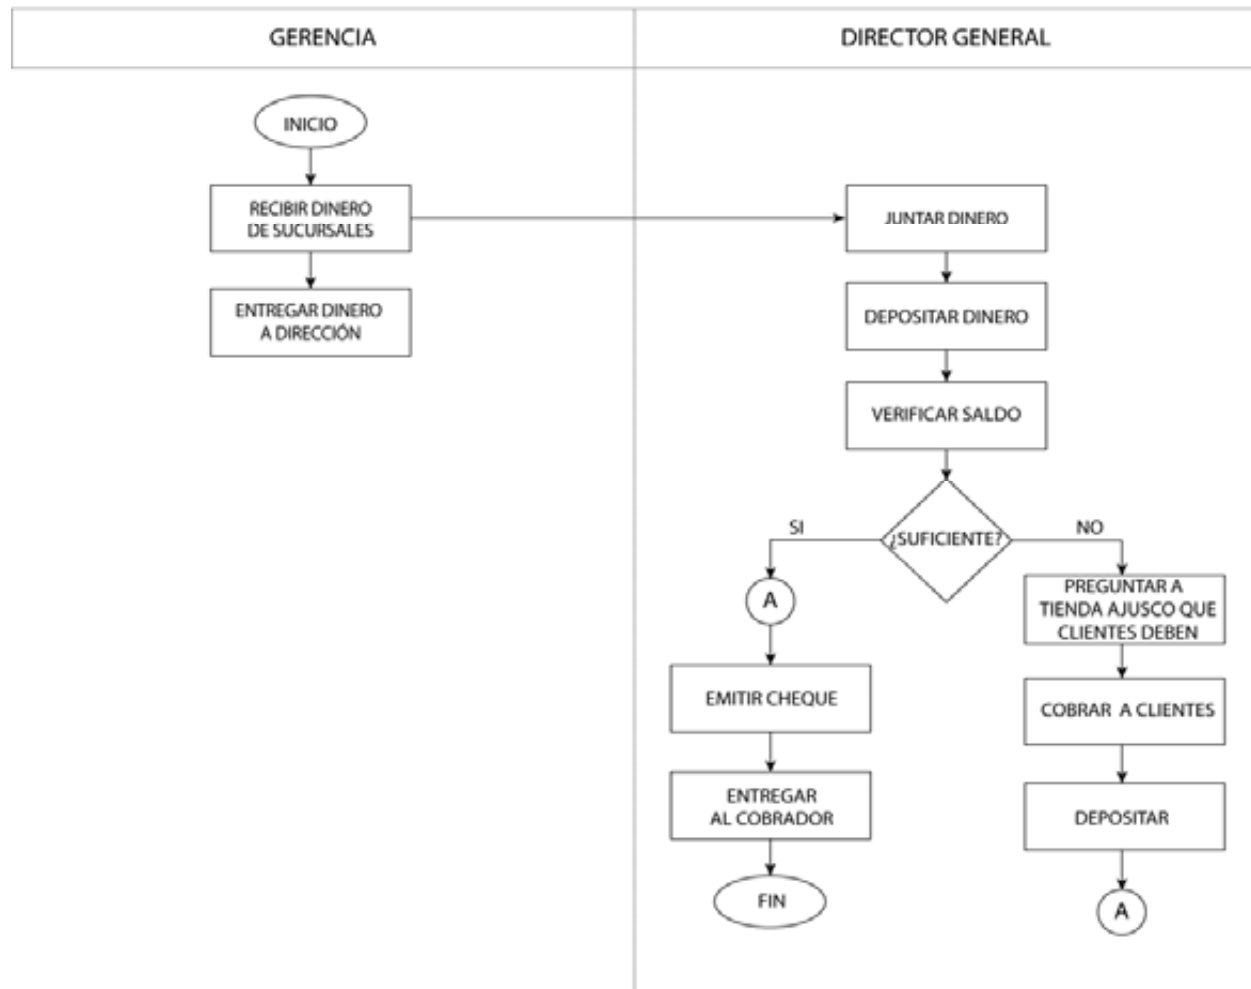 GERENCIA
DIRECTOR GENERAL
INICIO
RECIBIR DINERO
DE SUCURSALES
ENTREGAR DINERO
A DIRECCIÓN
JUNTAR DINERO
DEPOSITAR DINERO
VERIFICAR SALDO
¿SUFICIENTE?
SI
NO
A
EMITIR CHEQUE
ENTREGAR
AL COBRADOR
FIN
PREGUNTAR A
TIENDA AJUSCO QUE
CLIENTES DEBEN
COBRAR A CLIENTES
DEPOSITAR
A